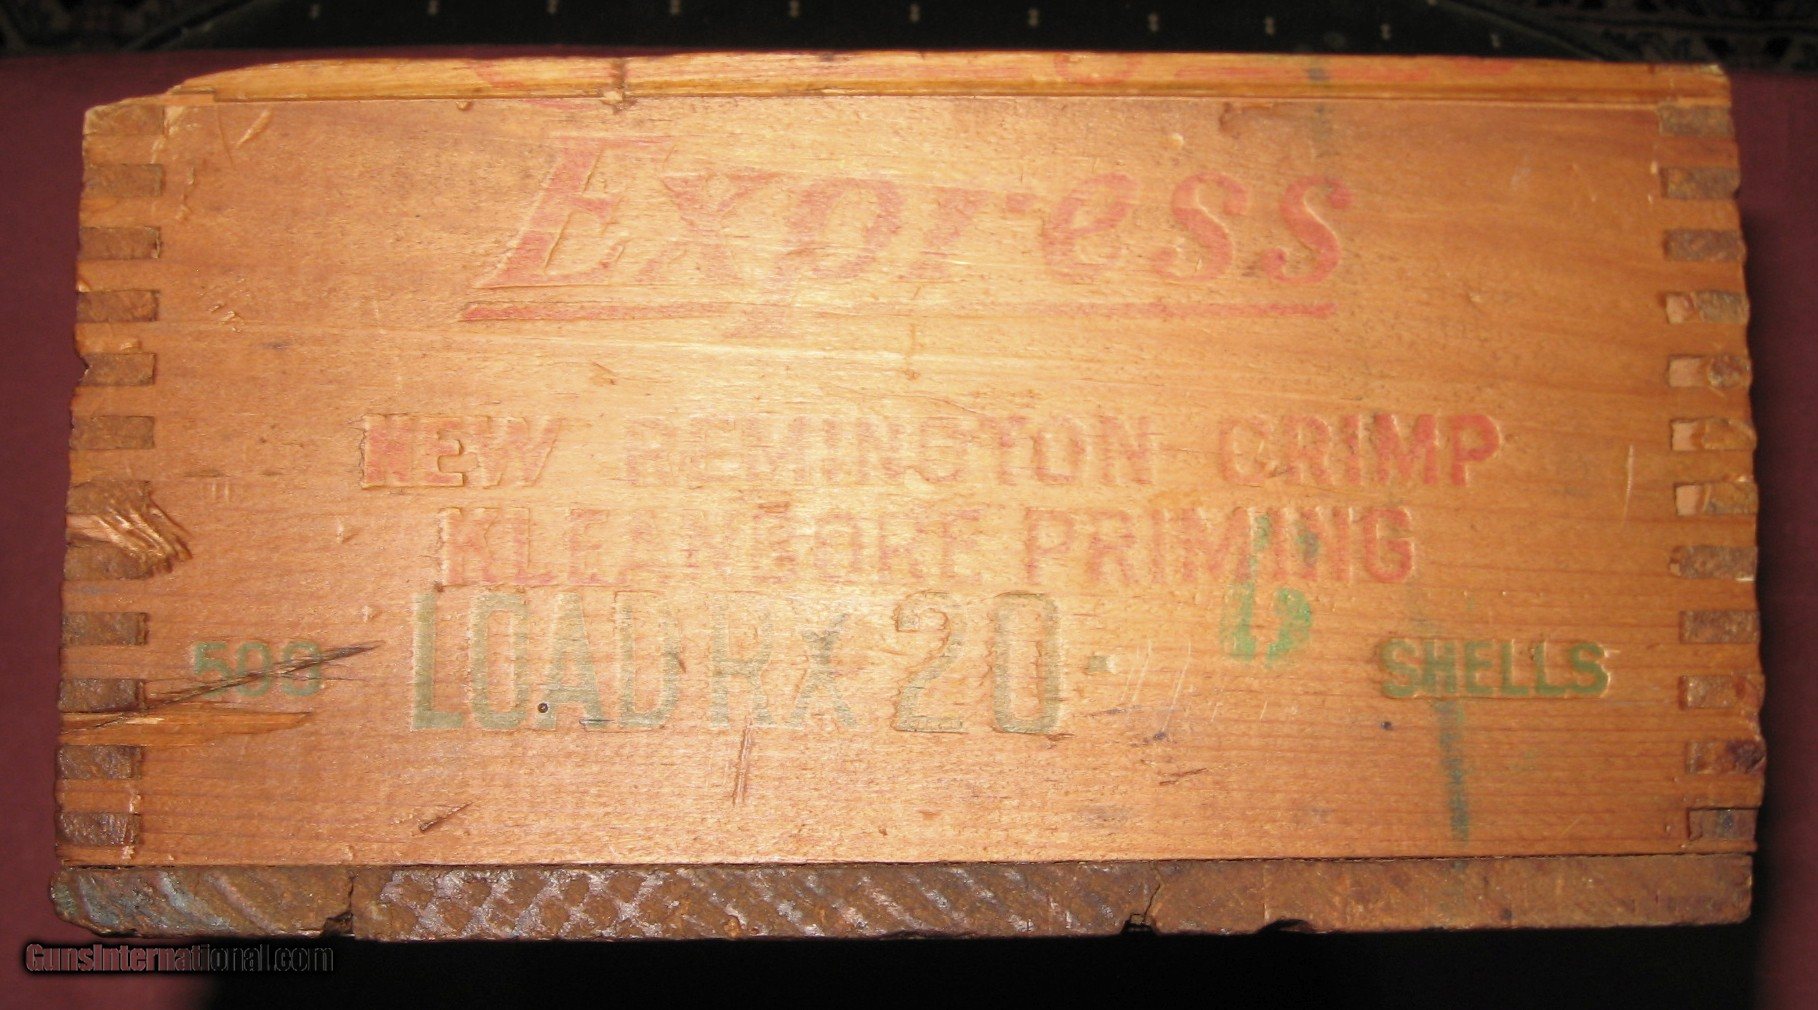 Express
NEW REMINGTON CRIMP
KLEANBORE PRIMING
500 LOAD RX 20 SHELLS
GunsInternational.com